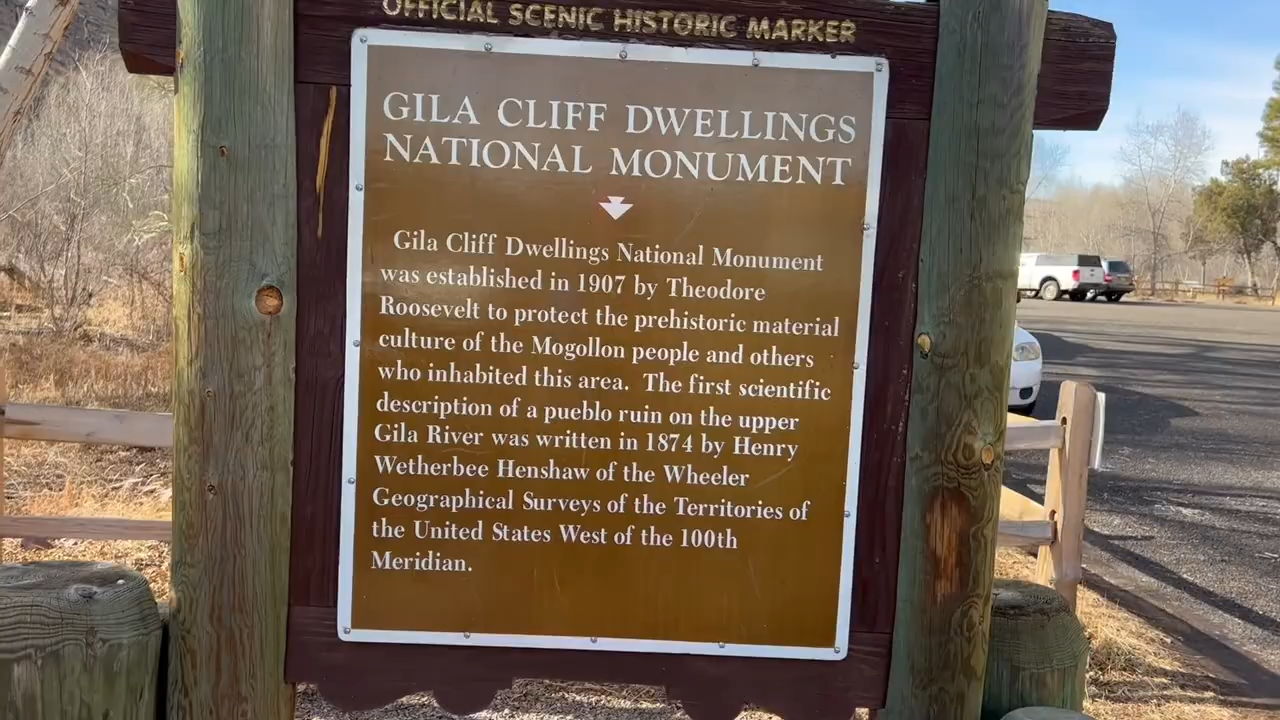 OFFICIAL SCENIC HISTORIC MARKER
GILA CLIFF DWELLINGS
NATIONAL MONUMENT
Gila Cliff Dwellings National Monument
was established in 1907 by Theodore
Roosevelt to protect the prehistoric material
culture of the Mogollon people and others
who inhabited this area. The first scientific
description of a pueblo ruin on the upper
Gila River was written in 1874 by Henry
Wetherbee Henshaw of the Wheeler
Geographical Surveys of the Territories of
the United States West of the 100th
Meridian.